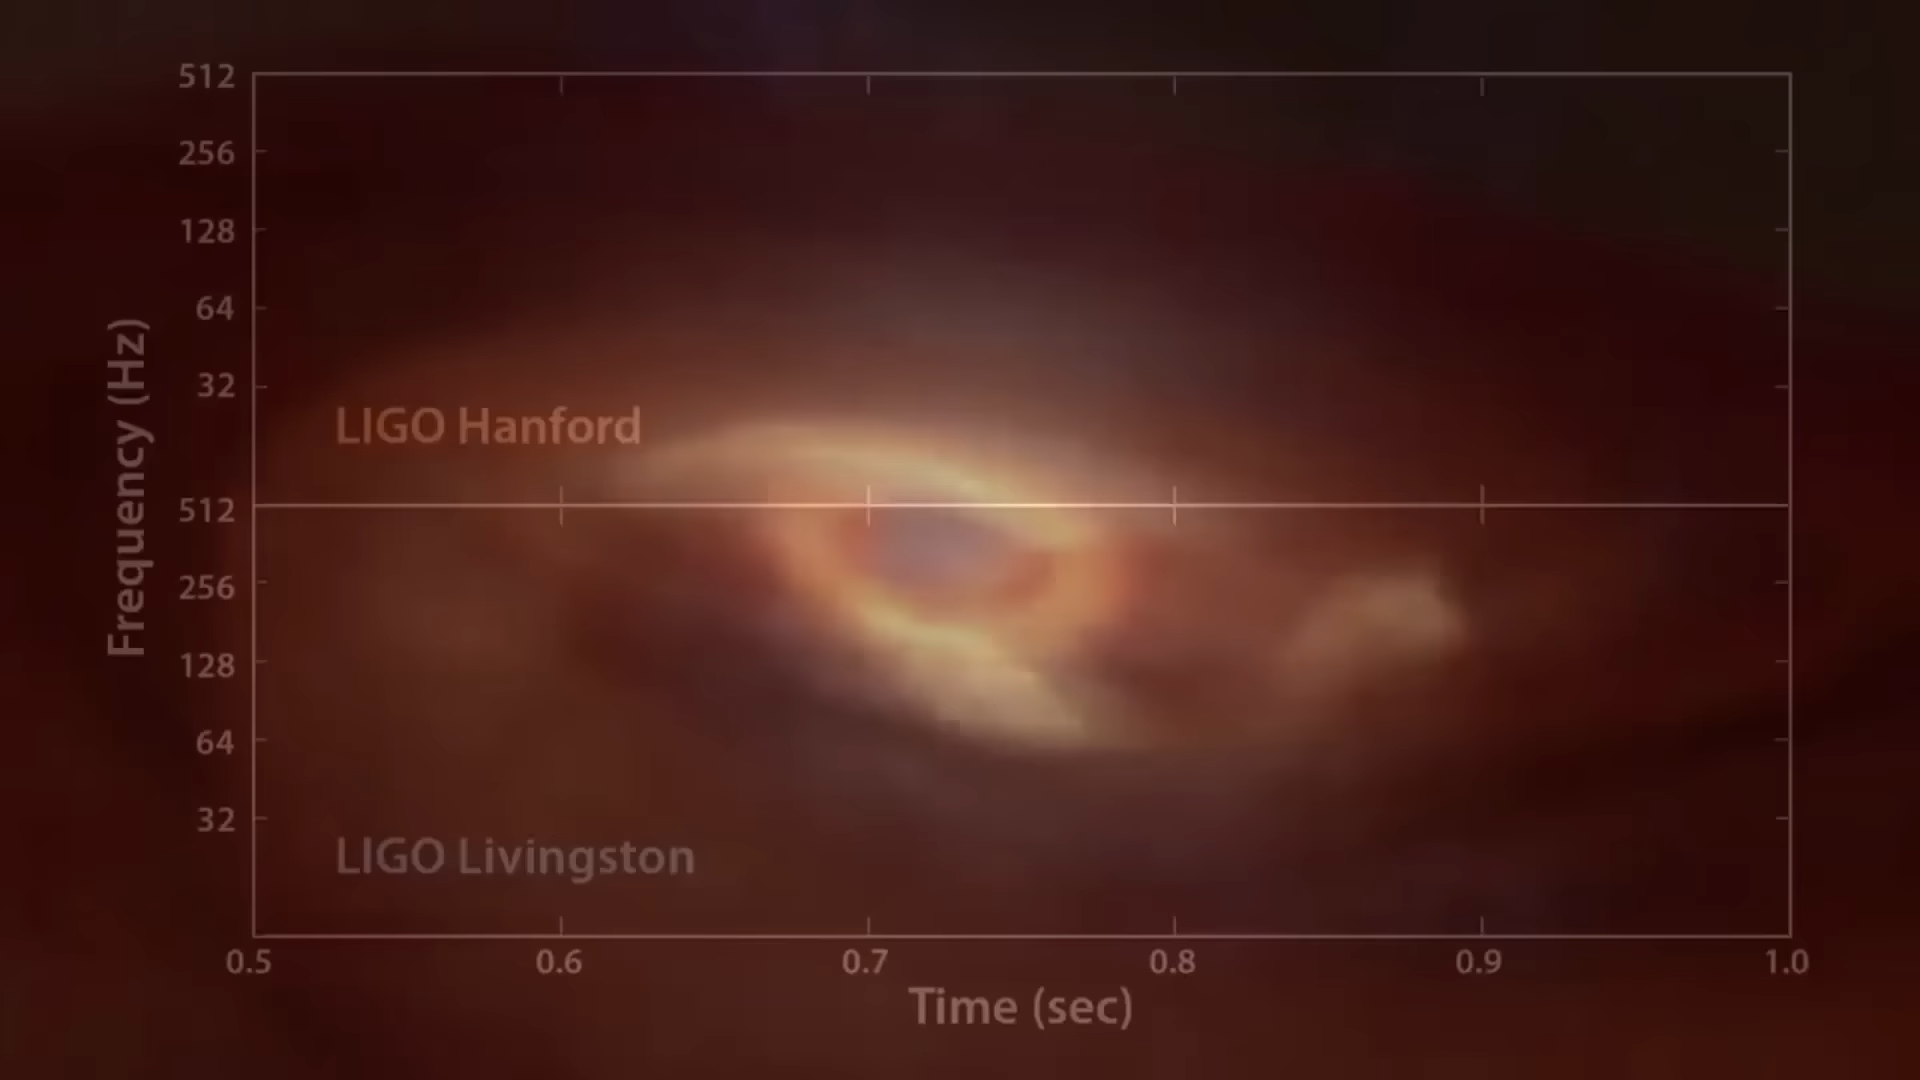 512
256
128
64
32
LIGO Hanford
512
256
128
64
32
LIGO Livingston
Frequency (Hz)
0.5 0.6 0.7 0.8 0.9 1.0
Time (sec)